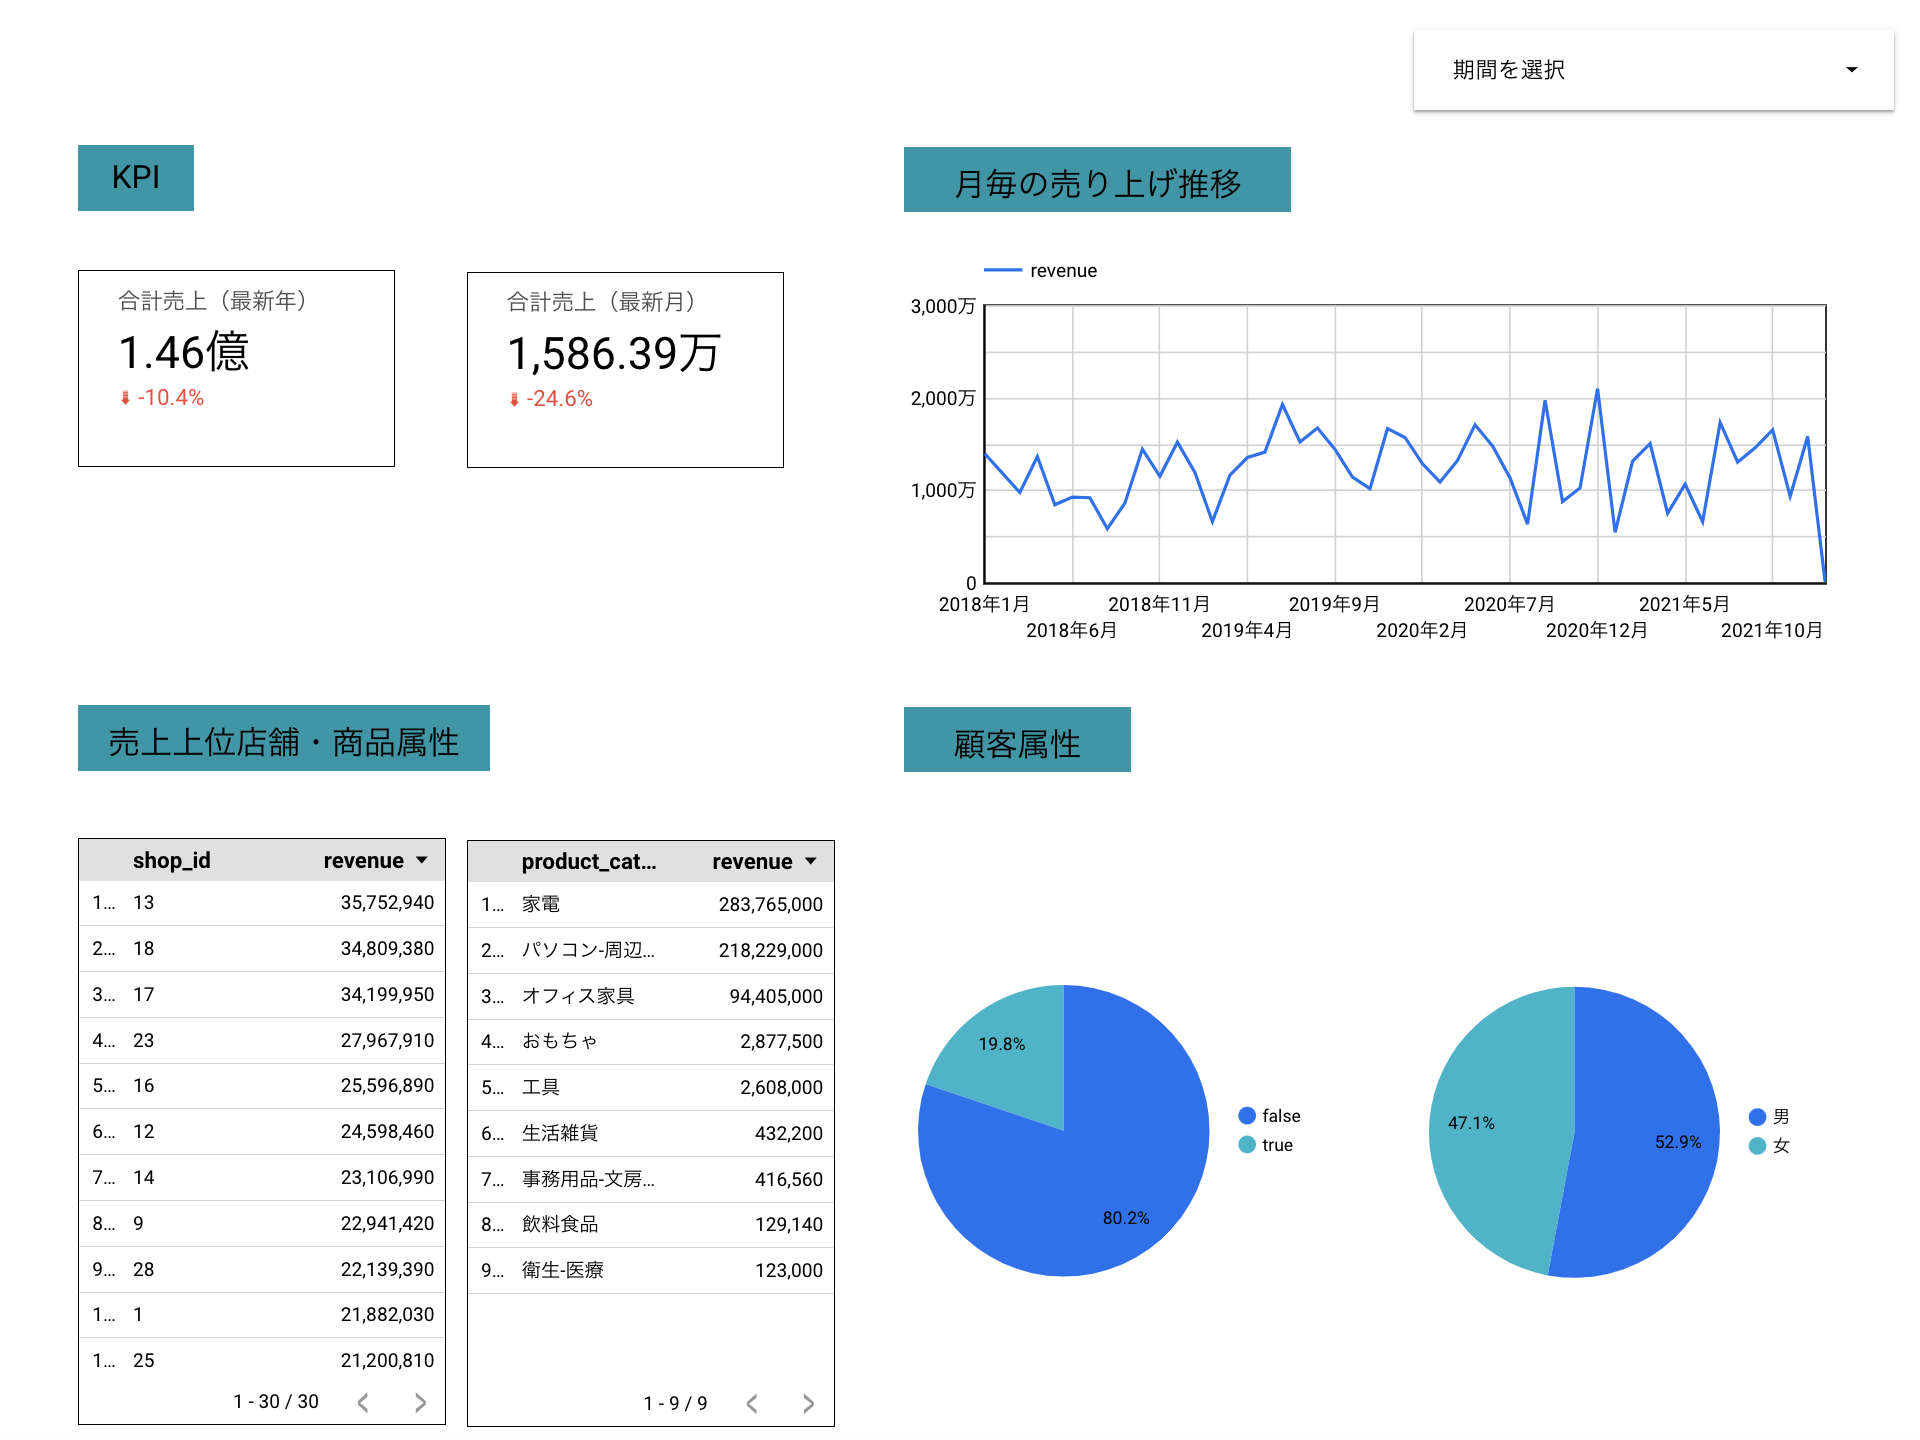 期間を選択
KPI
合計売上（最新年）
1.46億
-10.4%
合計売上（最新月）
1,586.39万
-24.6%
月毎の売り上げ推移
revenue
3,000万
2,000万
1,000万
0
2018年1月
2018年6月
2018年11月
2019年4月
2019年9月
2020年2月
2020年7月
2020年12月
2021年5月
2021年10月
売上上位店舗・商品属性
shop_id revenue
1... 13 35,752,940
2... 18 34,809,380
3... 17 34,199,950
4... 23 27,967,910
5... 16 25,596,890
6... 12 24,598,460
7... 14 23,106,990
8... 9 22,941,420
9... 28 22,139,390
1... 1 21,882,030
1... 25 21,200,810
1 - 30 / 30
product_cat... revenue
1... 家電 283,765,000
2... パソコン-周辺... 218,229,000
3... オフィス家具 94,405,000
4... おもちゃ 2,877,500
5... 工具 2,608,000
6... 生活雑貨 432,200
7... 事務用品-文房... 416,560
8... 飲料食品 129,140
9... 衛生-医療 123,000
1 - 9 / 9
顧客属性
19.8%
80.2%
false
true
47.1%
52.9%
男
女